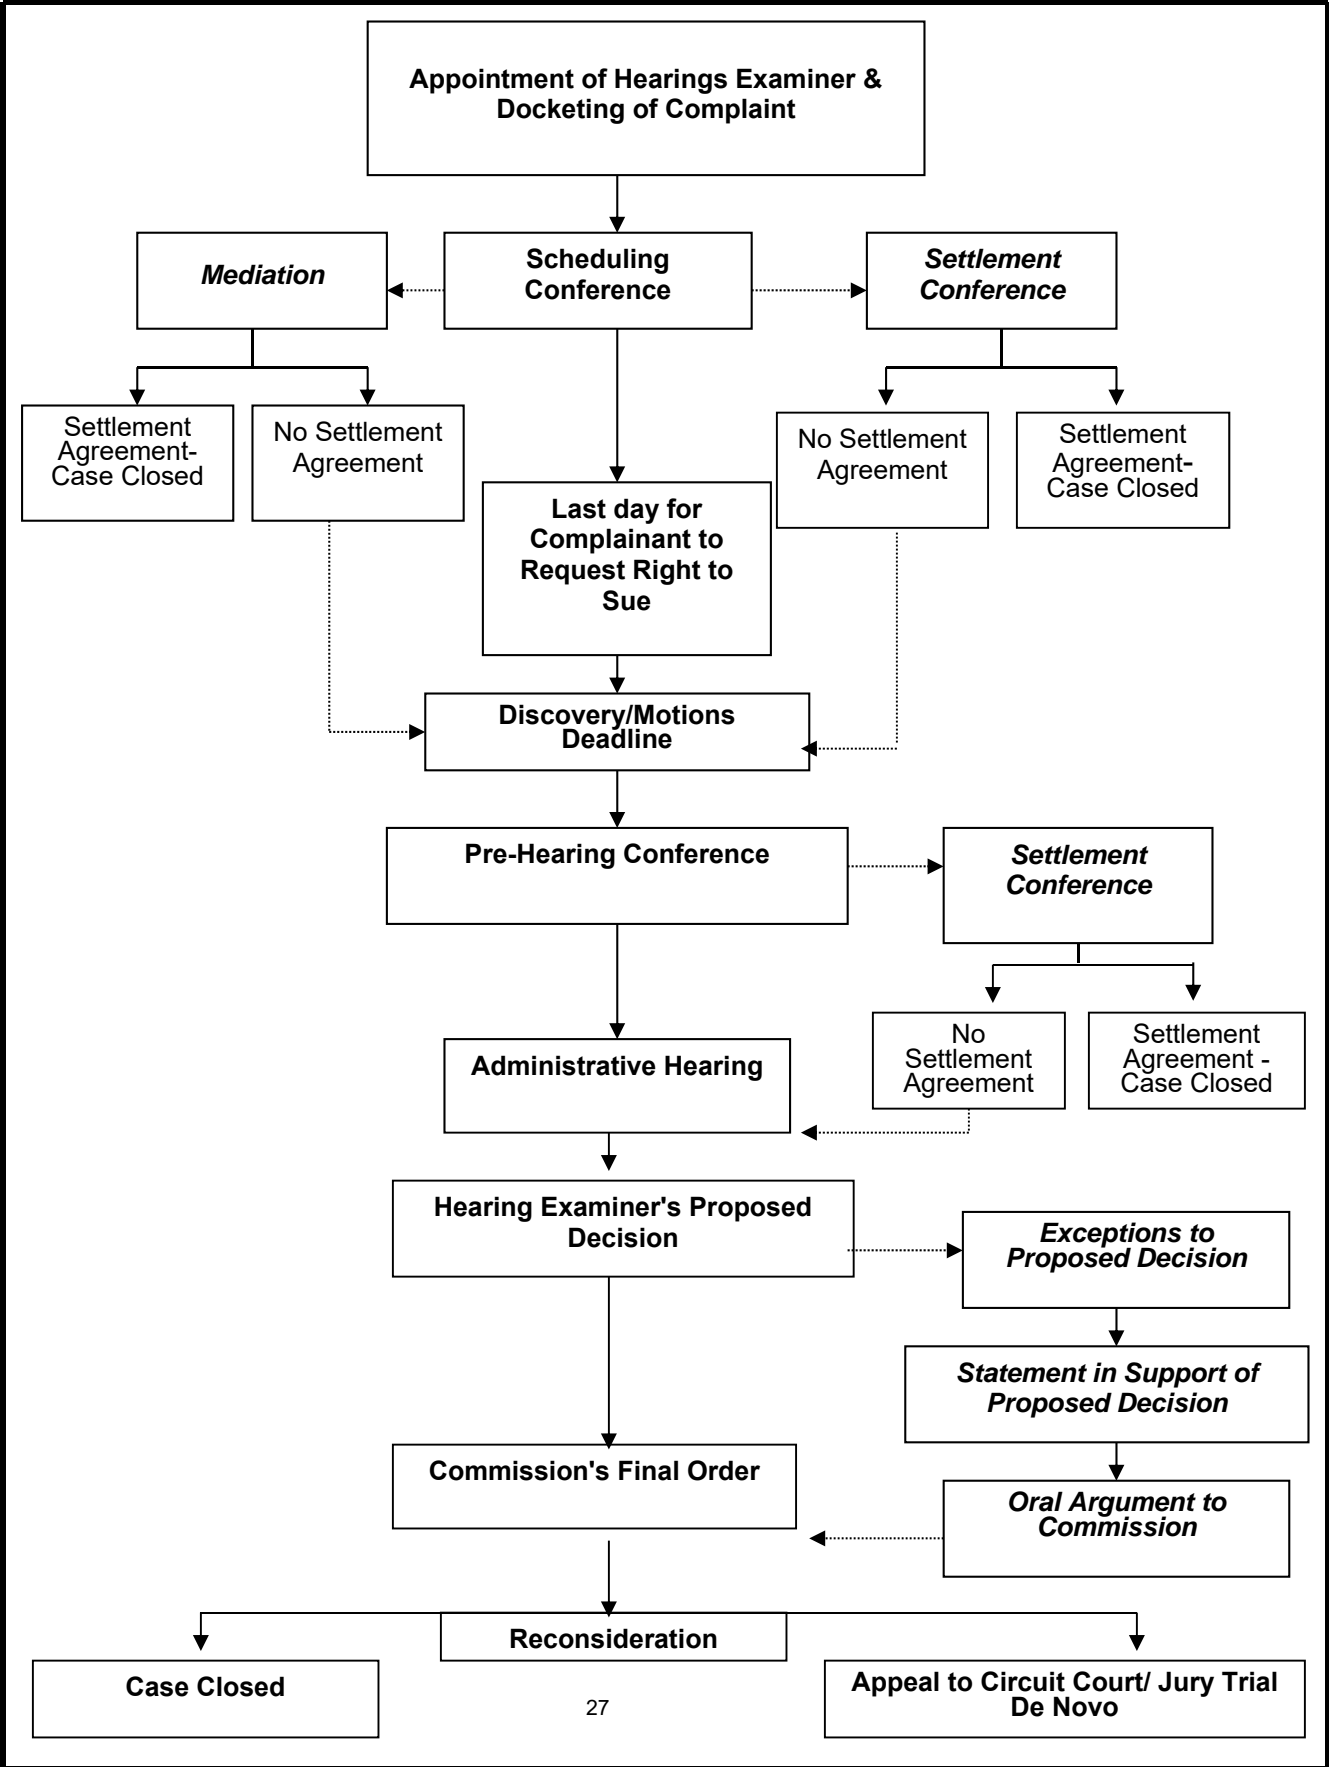 Appointment of Hearings Examiner &
Docketing of Complaint
Mediation
Scheduling
Conference
Settlement
Conference
Settlement
Agreement-
Case Closed
No Settlement
Agreement
No Settlement
Agreement
Settlement
Agreement-
Case Closed
Last day for
Complainant to
Request Right to
Sue
Discovery/Motions
Deadline
Pre-Hearing Conference
Settlement
Conference
No
Settlement
Agreement
Settlement
Agreement -
Case Closed
Administrative Hearing
Hearing Examiner's Proposed
Decision
Exceptions to
Proposed Decision
Statement in Support of
Proposed Decision
Commission's Final Order
Oral Argument to
Commission
Reconsideration
Case Closed
Appeal to Circuit Court/ Jury Trial
De Novo
27